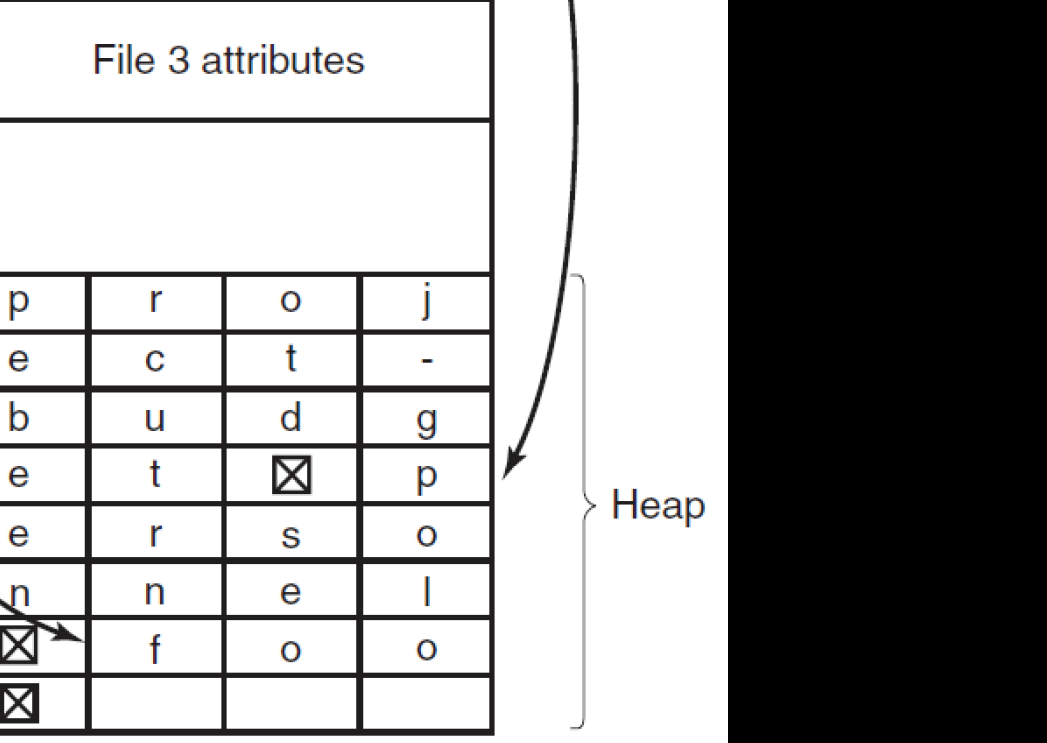 File 3 attributes
p r o j
e c t -
b u d g
e t ☒ p
e r s o
n n e l
☒ f o o
☒
Heap